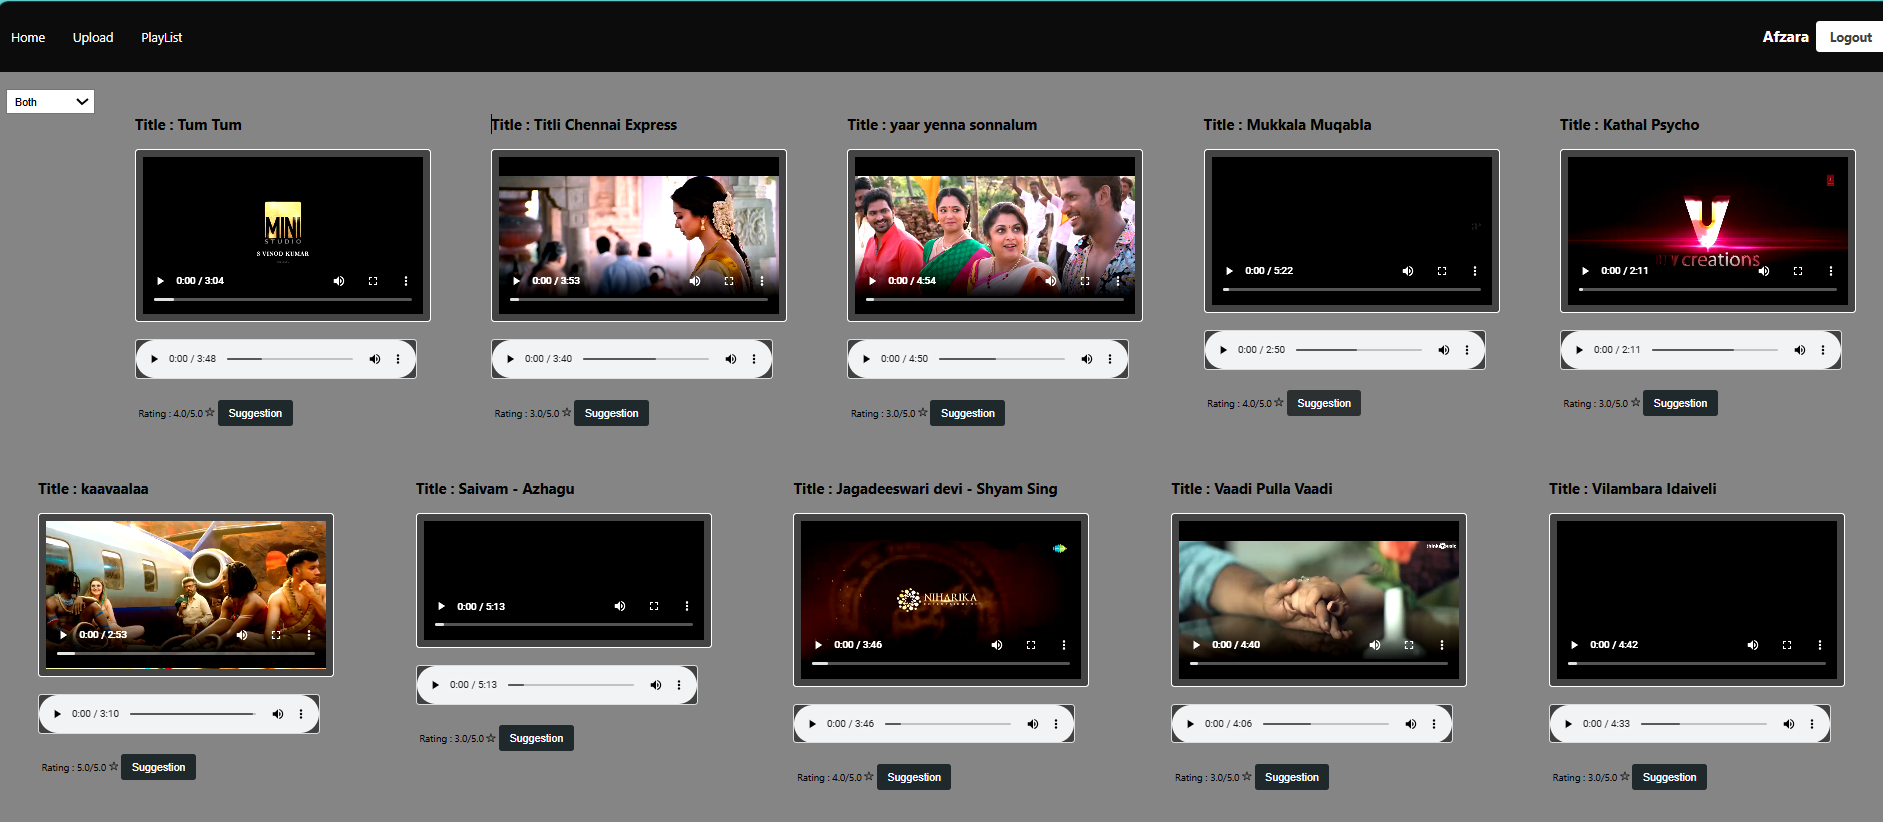 Home Upload PlayList Afzara Logout
Both
Title : Tum Tum
Title : Titli Chennai Express
Title : yaar yenna sonnalum
Title : Mukkala Muqabla
Title : Kathal Psycho
MINI
STUDIO
S VINOD KUMAR
0:00 / 3:04
0:00 / 3:53
0:00 / 4:54
0:00 / 5:22
V creations
0:00 / 2:11
0:00 / 3:48
0:00 / 3:40
0:00 / 4:50
0:00 / 2:50
0:00 / 2:11
Rating : 4.0/5.0 ☆ Suggestion
Rating : 3.0/5.0 ☆ Suggestion
Rating : 3.0/5.0 ☆ Suggestion
Rating : 4.0/5.0 ☆ Suggestion
Rating : 3.0/5.0 ☆ Suggestion
Title : kaavaalaa
Title : Saivam - Azhagu
Title : Jagadeeswari devi - Shyam Sing
Title : Vaadi Pulla Vaadi
Title : Vilambara Idaiveli
0:00 / 2:53
0:00 / 5:13
NIHARIKA
0:00 / 3:46
think music
0:00 / 4:40
0:00 / 4:42
0:00 / 3:10
0:00 / 5:13
0:00 / 3:46
0:00 / 4:06
0:00 / 4:33
Rating : 5.0/5.0 ☆ Suggestion
Rating : 3.0/5.0 ☆ Suggestion
Rating : 4.0/5.0 ☆ Suggestion
Rating : 3.0/5.0 ☆ Suggestion
Rating : 3.0/5.0 ☆ Suggestion